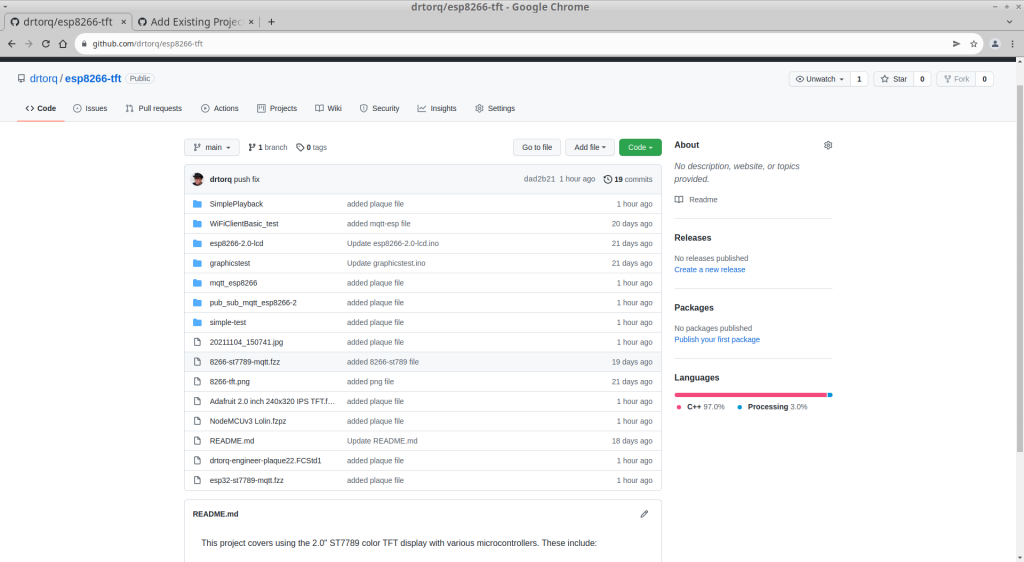 drtorq/esp8266-tft - Google Chrome
drtorq/esp8266-tft × Add Existing Projec × +
github.com/drtorq/esp8266-tft
drtorq / esp8266-tft Public Unwatch 1 Star 0 Fork 0
Code Issues Pull requests Actions Projects Wiki Security Insights Settings
main 1 branch 0 tags Go to file Add file Code
drtorq push fix dad2b21 1 hour ago 19 commits
SimplePlayback added plaque file 1 hour ago
WiFiClientBasic_test added mqtt-esp file 20 days ago
esp8266-2.0-lcd Update esp8266-2.0-lcd.ino 21 days ago
graphicstest Update graphicstest.ino 21 days ago
mqtt_esp8266 added plaque file 1 hour ago
pub_sub_mqtt_esp8266-2 added plaque file 1 hour ago
simple-test added plaque file 1 hour ago
20211104_150741.jpg added plaque file 1 hour ago
8266-st7789-mqtt.fzz added 8266-st789 file 19 days ago
8266-tft.png added png file 21 days ago
Adafruit 2.0 inch 240x320 IPS TFT.f... added plaque file 1 hour ago
NodeMCUv3 Lolin.fzpz added plaque file 1 hour ago
README.md Update README.md 18 days ago
drtorq-engineer-plaque22.FCStd1 added plaque file 1 hour ago
esp32-st7789-mqtt.fzz added plaque file 1 hour ago
README.md
This project covers using the 2.0" ST7789 color TFT display with various microcontrollers. These include:
About
No description, website, or topics
provided.
Readme
Releases
No releases published
Create a new release
Packages
No packages published
Publish your first package
Languages
C++ 97.0% Processing 3.0%